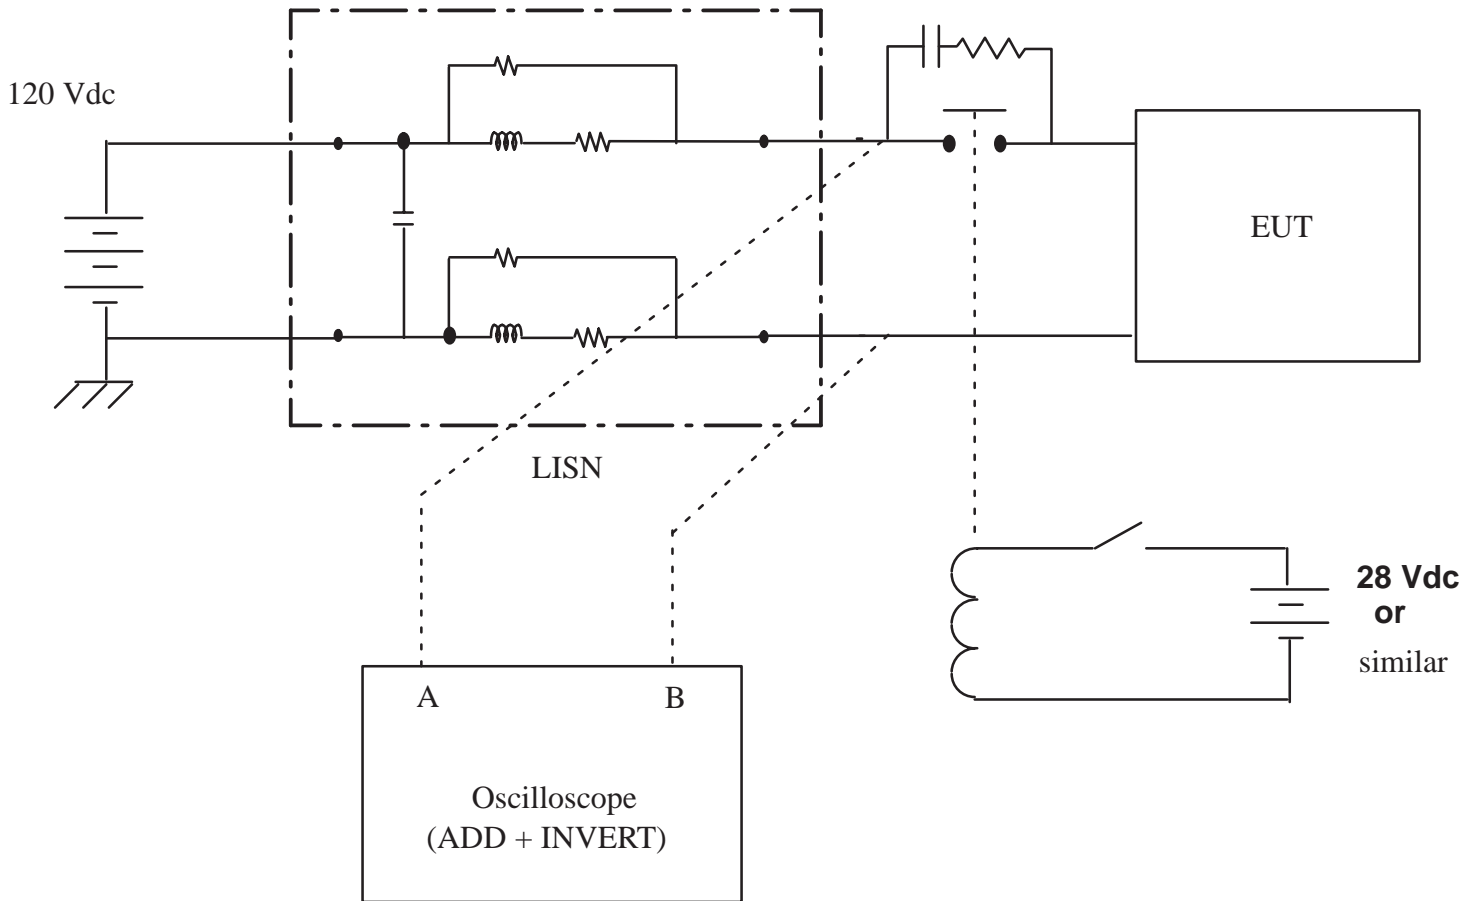 120 Vdc
EUT
LISN
28 Vdc
or
similar
A
B
Oscilloscope
(ADD + INVERT)